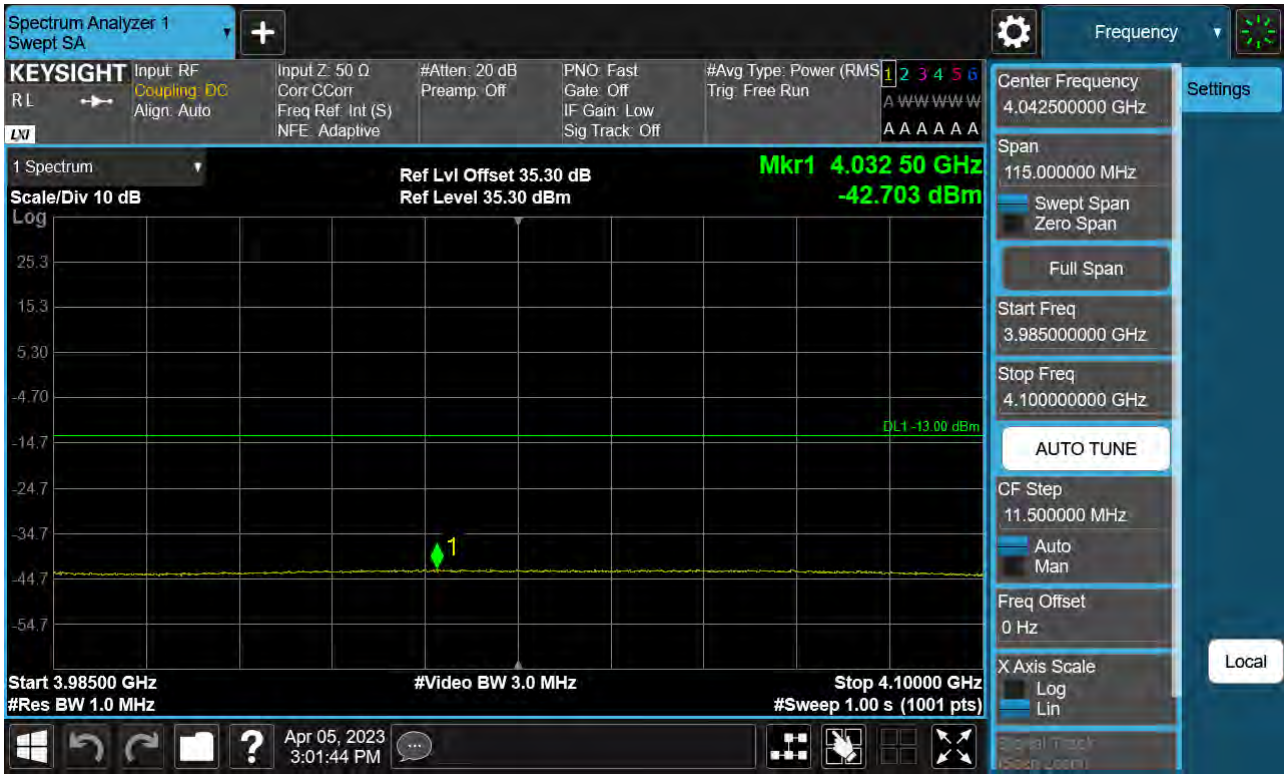 Spectrum Analyzer 1
Swept SA
Frequency
KEYSIGHT
RL
LXI
Input: RF
Coupling: DC
Align: Auto
Input Z: 50 Ω
Corr CCorr
Freq Ref: Int (S)
NFE: Adaptive
#Atten: 20 dB
Preamp: Off
PNO: Fast
Gate: Off
IF Gain: Low
Sig Track: Off
#Avg Type: Power (RMS
Trig: Free Run
1 2 3 4 5 6
A W W W W W
A A A A A A
1 Spectrum
Scale/Div 10 dB
Log
Ref Lvl Offset 35.30 dB
Ref Level 35.30 dBm
Mkr1 4.032 50 GHz
-42.703 dBm
25.3
15.3
5.30
-4.70
DL1 -13.00 dBm
-14.7
-24.7
-34.7
1
-44.7
-54.7
Start 3.98500 GHz
#Res BW 1.0 MHz
#Video BW 3.0 MHz
Stop 4.10000 GHz
#Sweep 1.00 s (1001 pts)
Center Frequency
4.042500000 GHz
Settings
Span
115.000000 MHz
Swept Span
Zero Span
Full Span
Start Freq
3.985000000 GHz
Stop Freq
4.100000000 GHz
AUTO TUNE
CF Step
11.500000 MHz
Auto
Man
Freq Offset
0 Hz
X Axis Scale
Log
Lin
Local
Signal Track
(Span Zoom)
?
Apr 05, 2023
3:01:44 PM